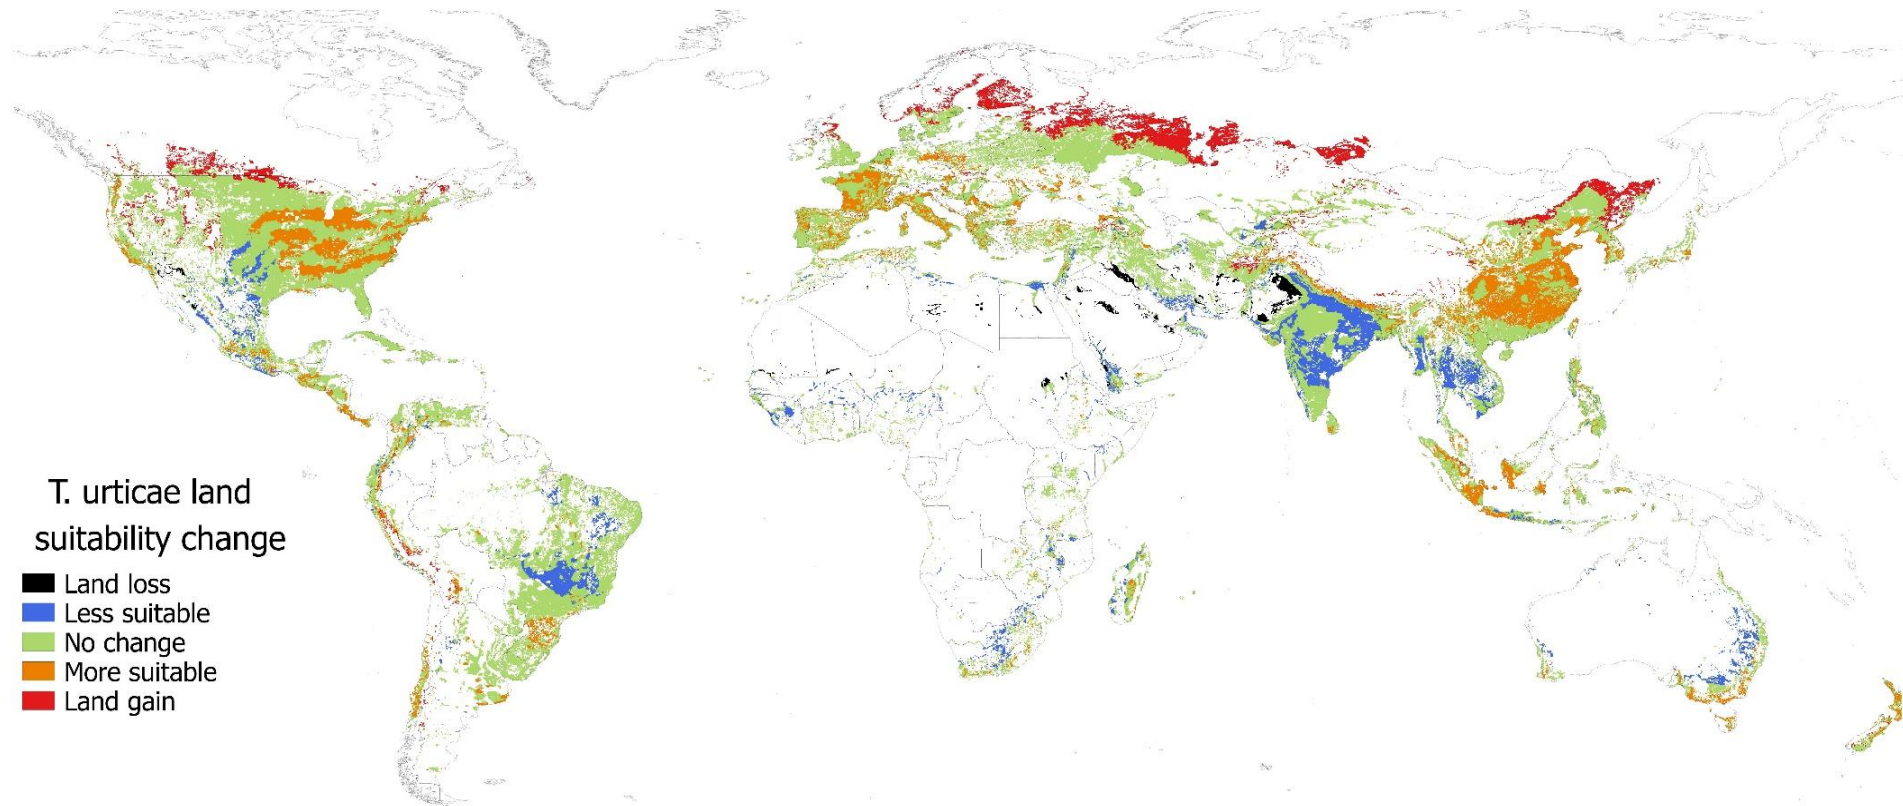 T. urticae land
suitability change
Land loss
Less suitable
No change
More suitable
Land gain